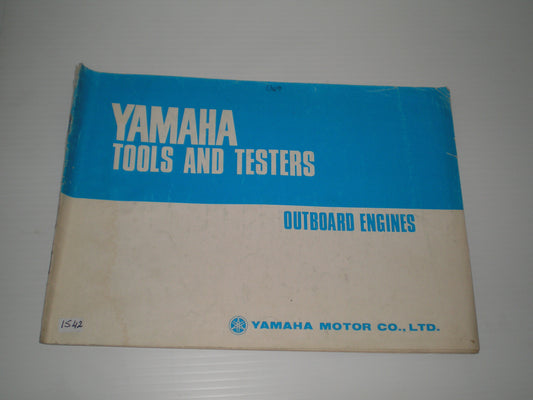 YAMAHA
TOOLS AND TESTERS
OUTBOARD ENGINES
1542
YAMAHA MOTOR CO., LTD.